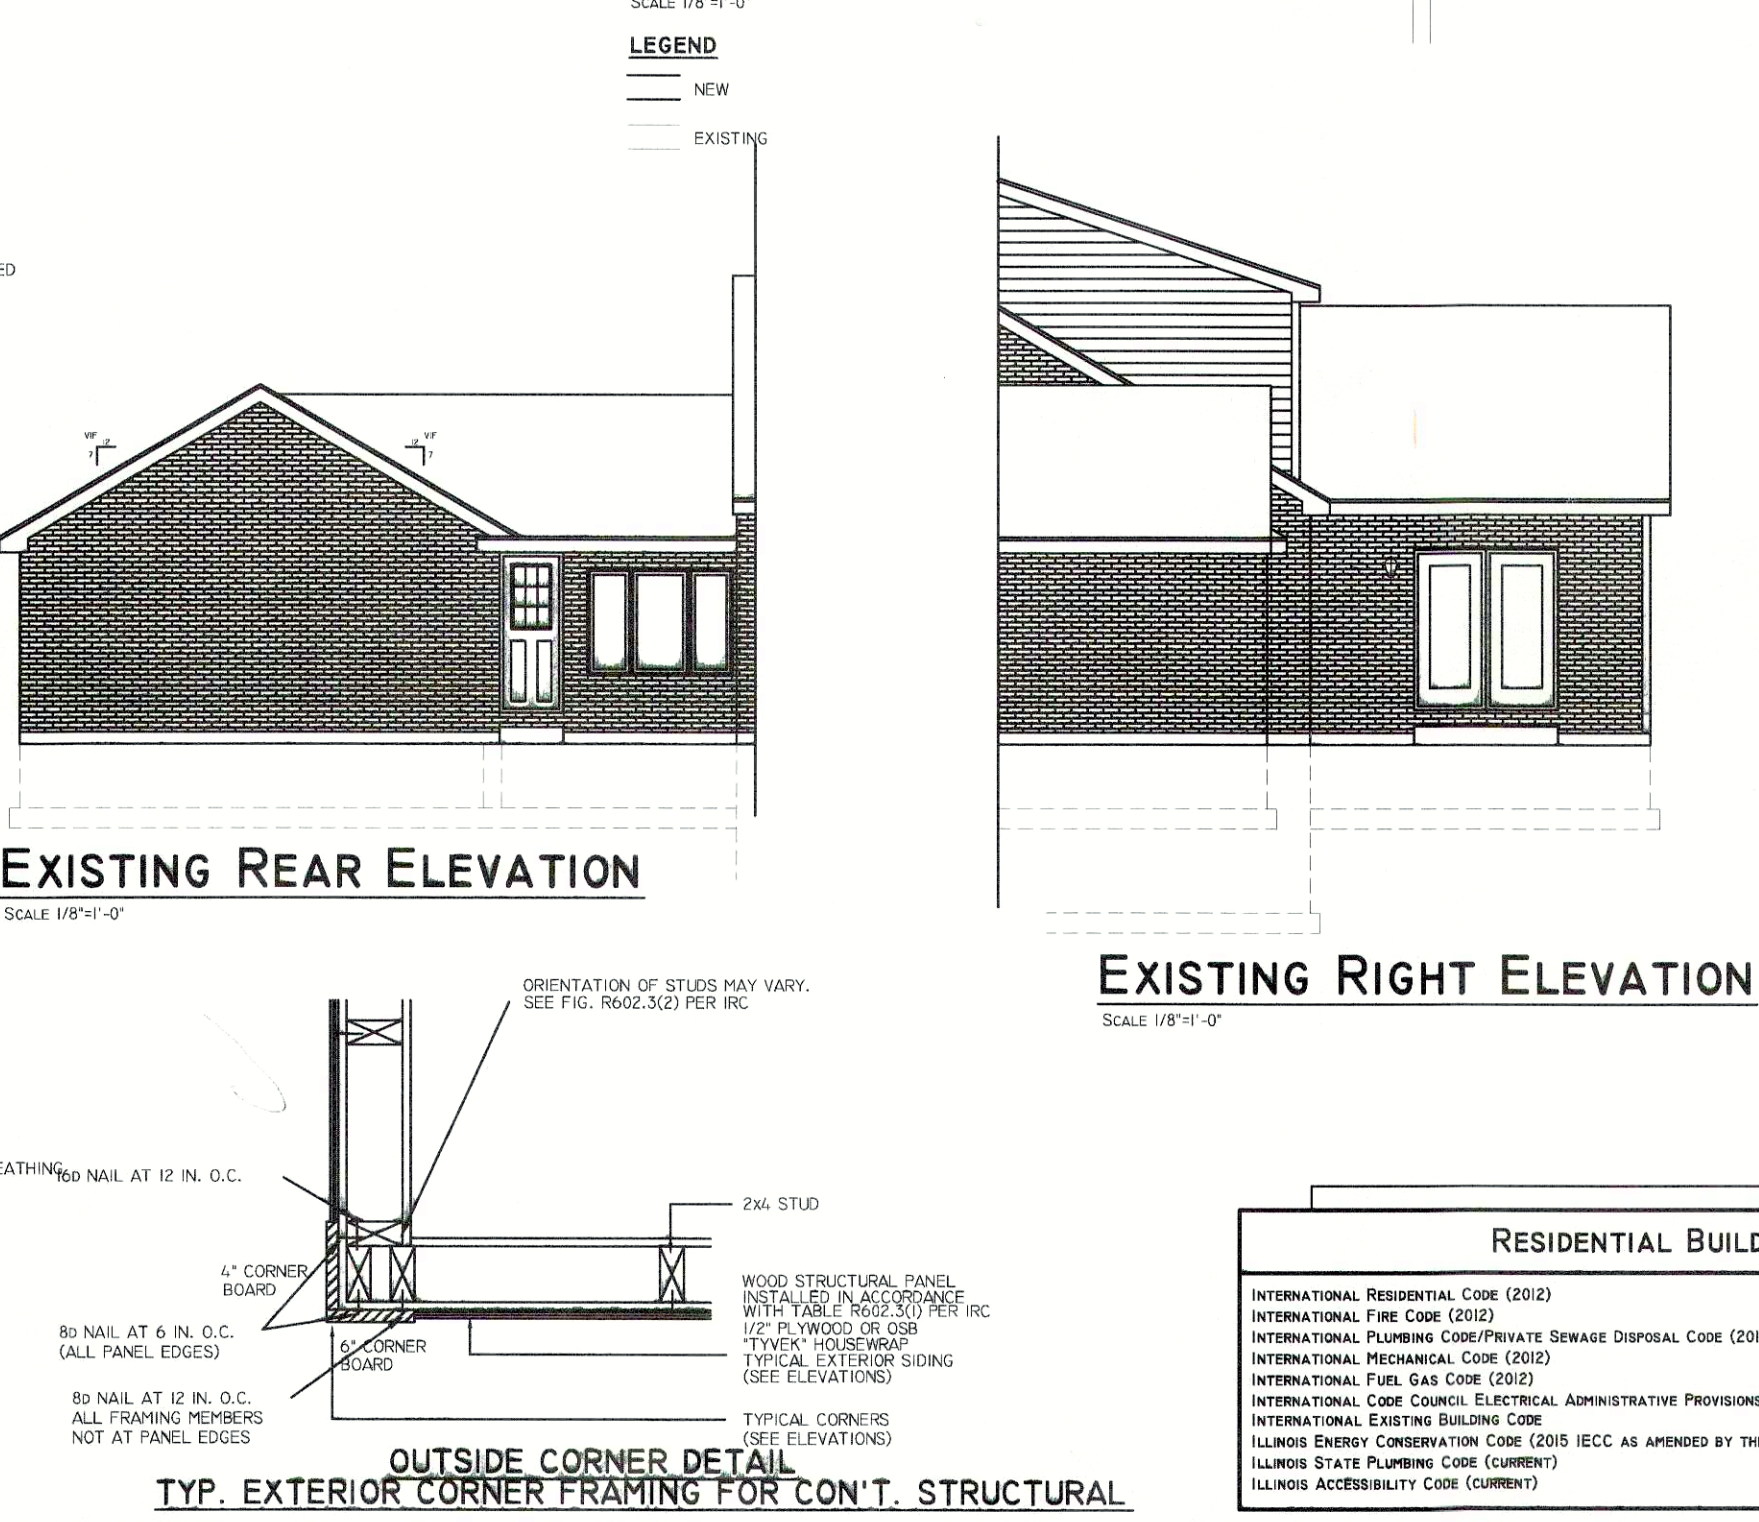 SCALE 1/8"=1'-0"
LEGEND
NEW
EXISTING
ED
VIF
12
7
12
VIF
7
EXISTING REAR ELEVATION
SCALE 1/8"=1'-0"
EXISTING RIGHT ELEVATION
SCALE 1/8"=1'-0"
ORIENTATION OF STUDS MAY VARY.
SEE FIG. R602.3(2) PER IRC
EATHING
16D NAIL AT 12 IN. O.C.
2X4 STUD
4" CORNER
BOARD
8D NAIL AT 6 IN. O.C.
(ALL PANEL EDGES)
6" CORNER
BOARD
8D NAIL AT 12 IN. O.C.
ALL FRAMING MEMBERS
NOT AT PANEL EDGES
WOOD STRUCTURAL PANEL
INSTALLED IN ACCORDANCE
WITH TABLE R602.3(1) PER IRC
1/2" PLYWOOD OR OSB
"TYVEK" HOUSEWRAP
TYPICAL EXTERIOR SIDING
(SEE ELEVATIONS)
TYPICAL CORNERS
(SEE ELEVATIONS)
OUTSIDE CORNER DETAIL
TYP. EXTERIOR CORNER FRAMING FOR CON'T. STRUCTURAL
RESIDENTIAL BUILD
INTERNATIONAL RESIDENTIAL CODE (2012)
INTERNATIONAL FIRE CODE (2012)
INTERNATIONAL PLUMBING CODE/PRIVATE SEWAGE DISPOSAL CODE (201
INTERNATIONAL MECHANICAL CODE (2012)
INTERNATIONAL FUEL GAS CODE (2012)
INTERNATIONAL CODE COUNCIL ELECTRICAL ADMINISTRATIVE PROVISIONS
INTERNATIONAL EXISTING BUILDING CODE
ILLINOIS ENERGY CONSERVATION CODE (2015 IECC AS AMENDED BY THE
ILLINOIS STATE PLUMBING CODE (CURRENT)
ILLINOIS ACCESSIBILITY CODE (CURRENT)